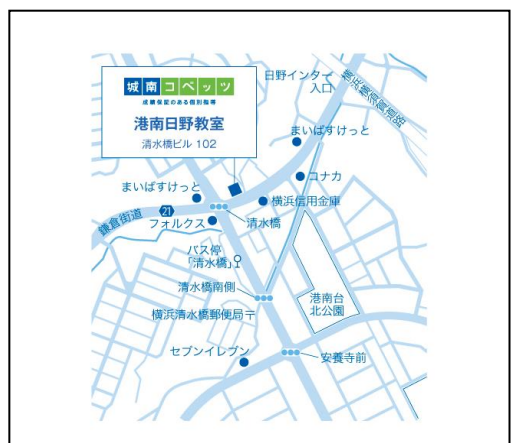 城南コベッツ
成績保証のある個別指導
港南日野教室
清水橋ビル 102
日野インター
入口
横浜横須賀道路
まいばすけっと
コナカ
まいばすけっと
横浜信用金庫
鎌倉街道
21
フォルクス
清水橋
バス停
「清水橋」
清水橋南側
港南台
北公園
横浜清水橋郵便局〒
セブンイレブン
安養寺前